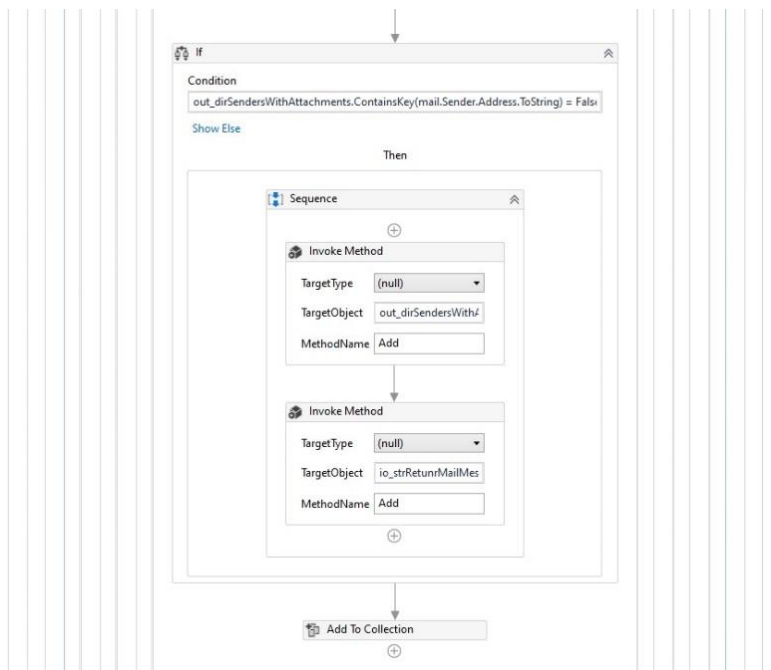 If
Condition
out_dirSendersWithAttachments.ContainsKey(mail.Sender.Address.ToString) = Fals
Show Else
Then
Sequence
Invoke Method
TargetType (null)
TargetObject out_dirSendersWithA
MethodName Add
Invoke Method
TargetType (null)
TargetObject io_strRetunrMailMes
MethodName Add
Add To Collection